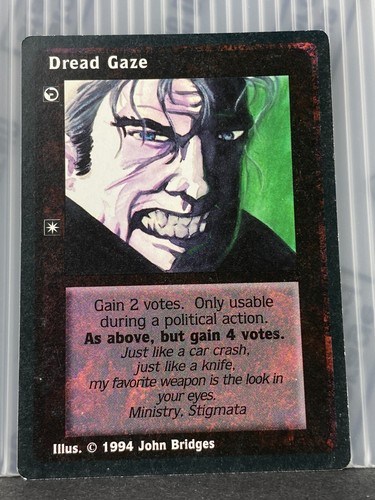 Dread Gaze
Gain 2 votes. Only usable
during a political action.
As above, but gain 4 votes.
Just like a car crash,
just like a knife,
my favorite weapon is the look in
your eyes.
Ministry, Stigmata
Illus. © 1994 John Bridges